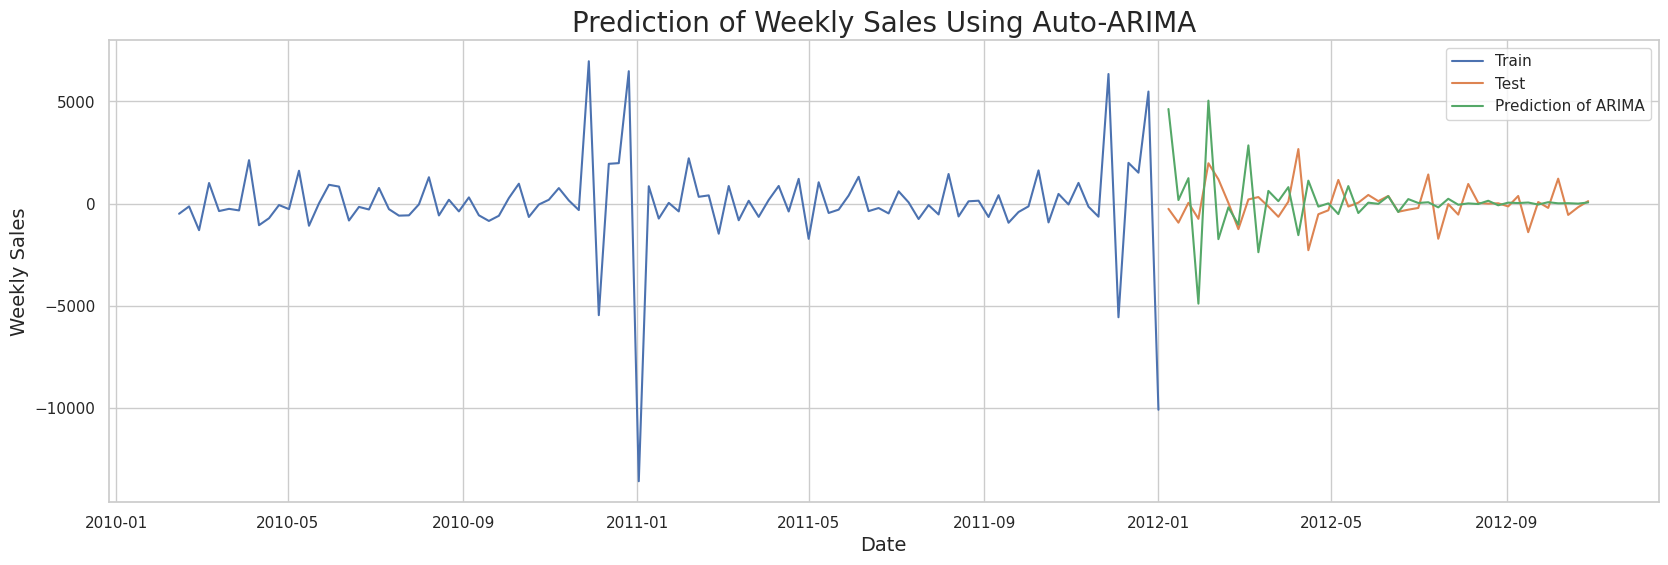 Prediction of Weekly Sales Using Auto-ARIMA
Train
Test
Prediction of ARIMA
Weekly Sales
5000
0
−5000
−10000
2010-01
2010-05
2010-09
2011-01
2011-05
2011-09
2012-01
2012-05
2012-09
Date